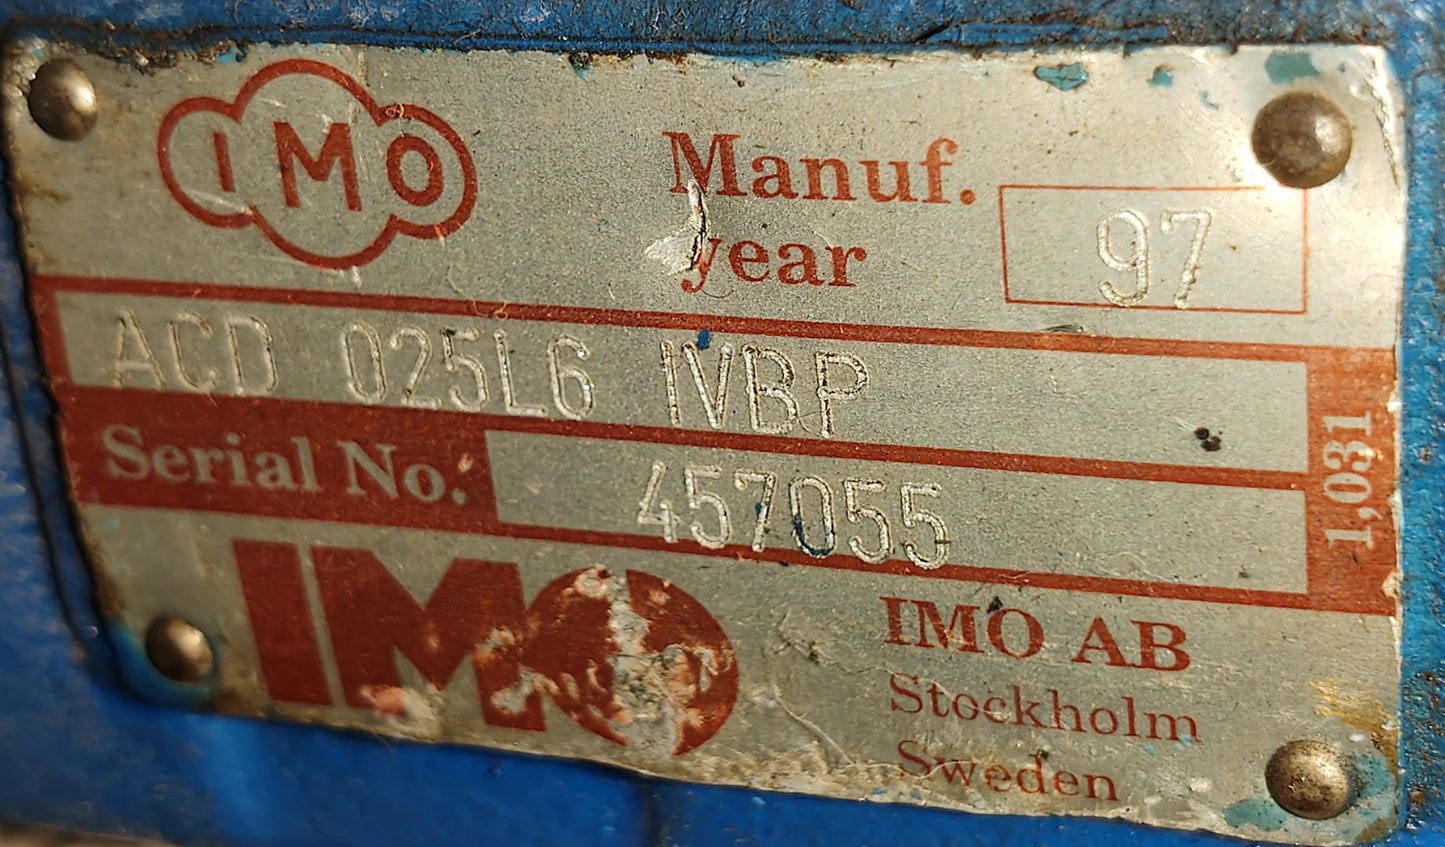 IMO
Manuf.
year
97
ACD 025L6 IVBP
Serial No. 457055
1,031
IMO
IMO AB
Stockholm
Sweden